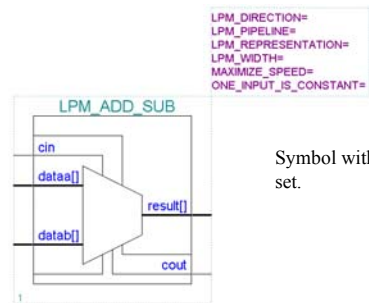 LPM_DIRECTION=
LPM_PIPELINE=
LPM_REPRESENTATION=
LPM_WIDTH=
MAXIMIZE_SPEED=
ONE_INPUT_IS_CONSTANT=
LPM_ADD_SUB
cin
dataa[]
result[]
datab[]
cout
1
Symbol with
set.